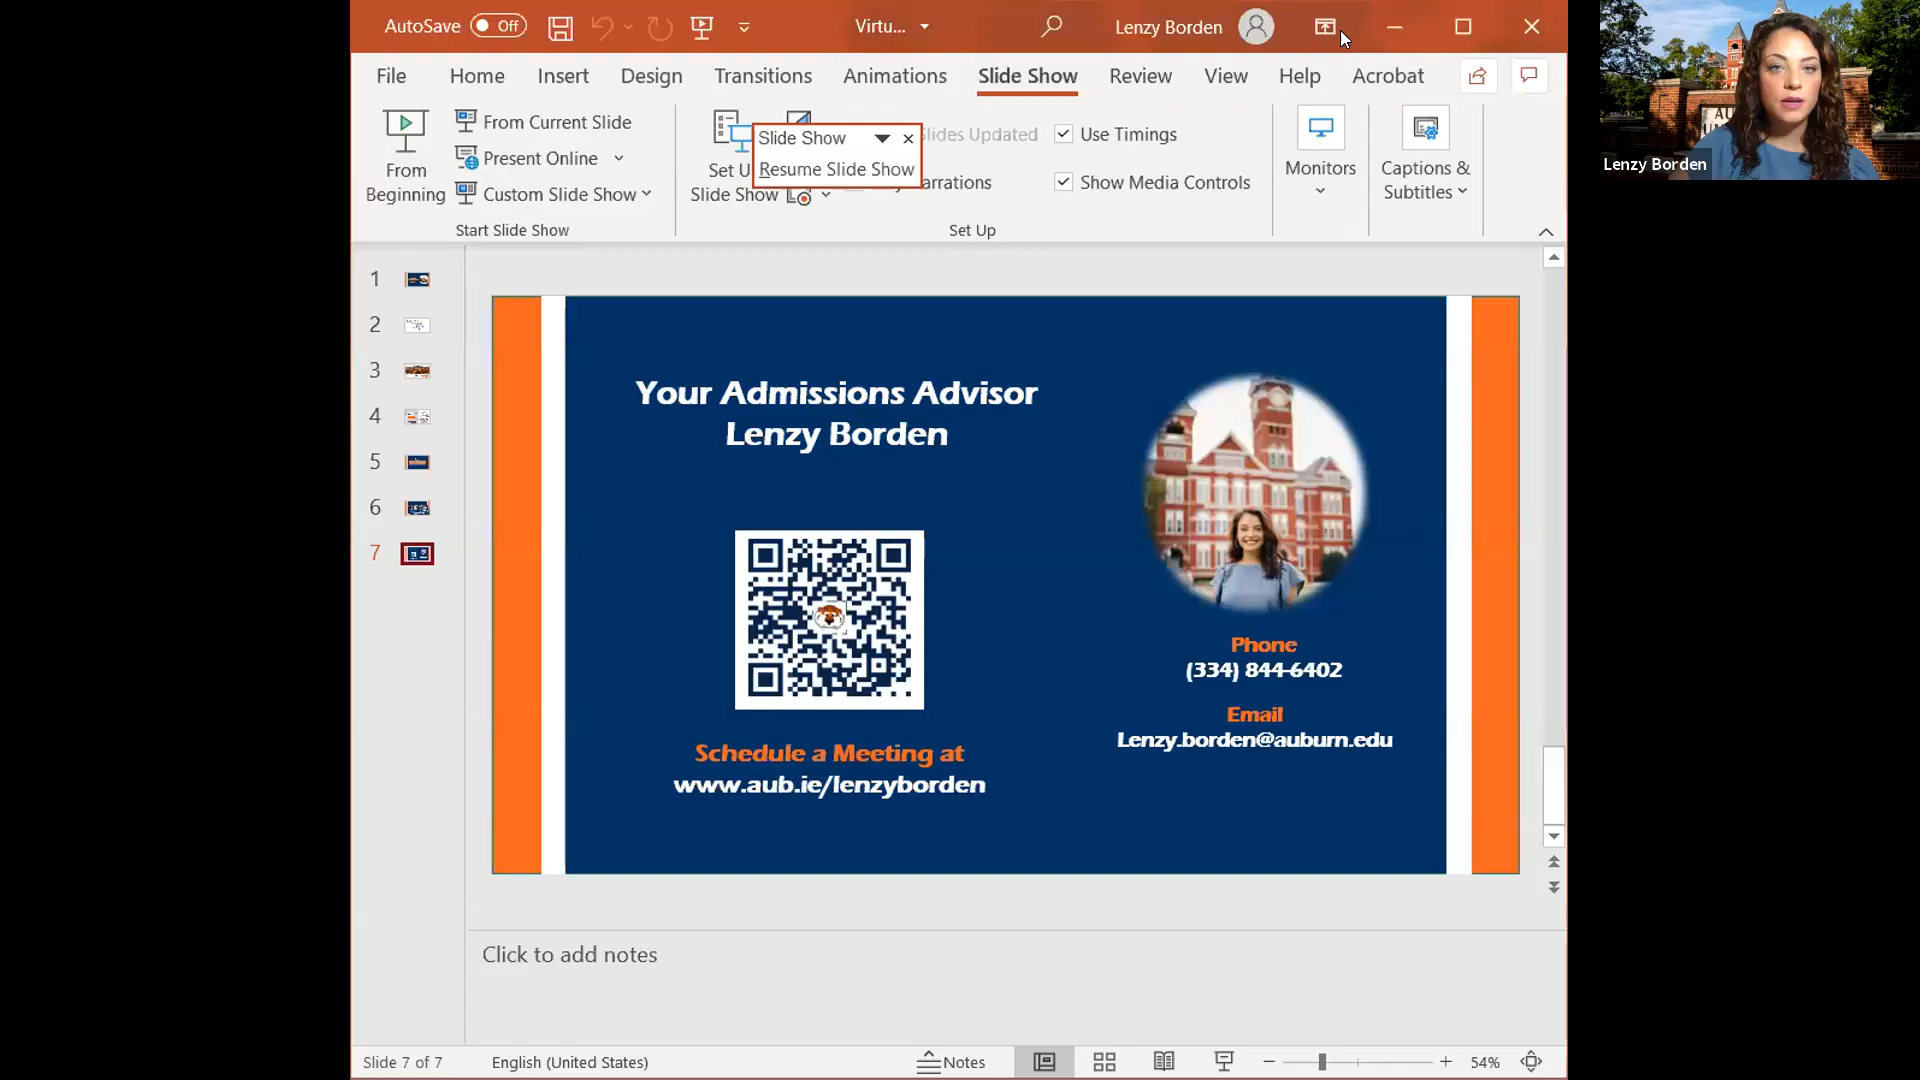 AutoSave Off Virtu... Lenzy Borden
File Home Insert Design Transitions Animations Slide Show Review View Help Acrobat
From Beginning
From Current Slide
Present Online
Custom Slide Show
Start Slide Show
Slide Show
Resume Slide Show
Set U
Slide Show
Slides Updated
arrations
Use Timings
Show Media Controls
Set Up
Monitors
Captions &
Subtitles
1
2
3
4
5
6
7
Your Admissions Advisor
Lenzy Borden
Schedule a Meeting at
www.aub.ie/lenzyborden
Phone
(334) 844-6402
Email
Lenzy.borden@auburn.edu
Click to add notes
Slide 7 of 7 English (United States) Notes 54%
Lenzy Borden